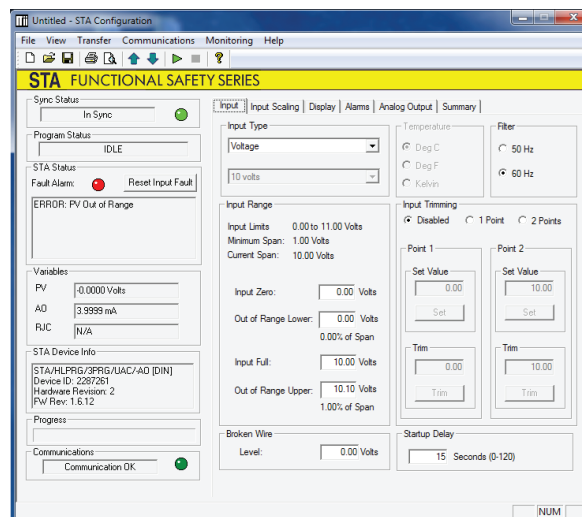 Untitled - STA Configuration
File View Transfer Communications Monitoring Help
STA FUNCTIONAL SAFETY SERIES
Sync Status
In Sync
Program Status
IDLE
STA Status
Fault Alarm: Reset Input Fault
ERROR: PV Out of Range
Variables
PV -0.0000 Volts
AO 3.9999 mA
RJC N/A
STA Device Info
STA/HLPRG/3PRG/UAC/-AO [DIN]
Device ID: 2287261
Hardware Revision: 2
FW Rev: 1.6.12
Progress
Communications
Communication OK
Input Input Scaling Display Alarms Analog Output Summary
Input Type
Voltage
10 volts
Temperature
Deg C
Deg F
Kelvin
Filter
50 Hz
60 Hz
Input Range
Input Limits 0.00 to 11.00 Volts
Minimum Span: 1.00 Volts
Current Span: 10.00 Volts
Input Zero: 0.00 Volts
Out of Range Lower: 0.00 Volts
0.00% of Span
Input Full: 10.00 Volts
Out of Range Upper: 10.10 Volts
1.00% of Span
Input Trimming
Disabled 1 Point 2 Points
Point 1
Set Value
0.00
Set
Trim
0.00
Trim
Point 2
Set Value
10.00
Set
Trim
10.00
Trim
Broken Wire
Level: 0.00 Volts
Startup Delay
15 Seconds (0-120)
NUM